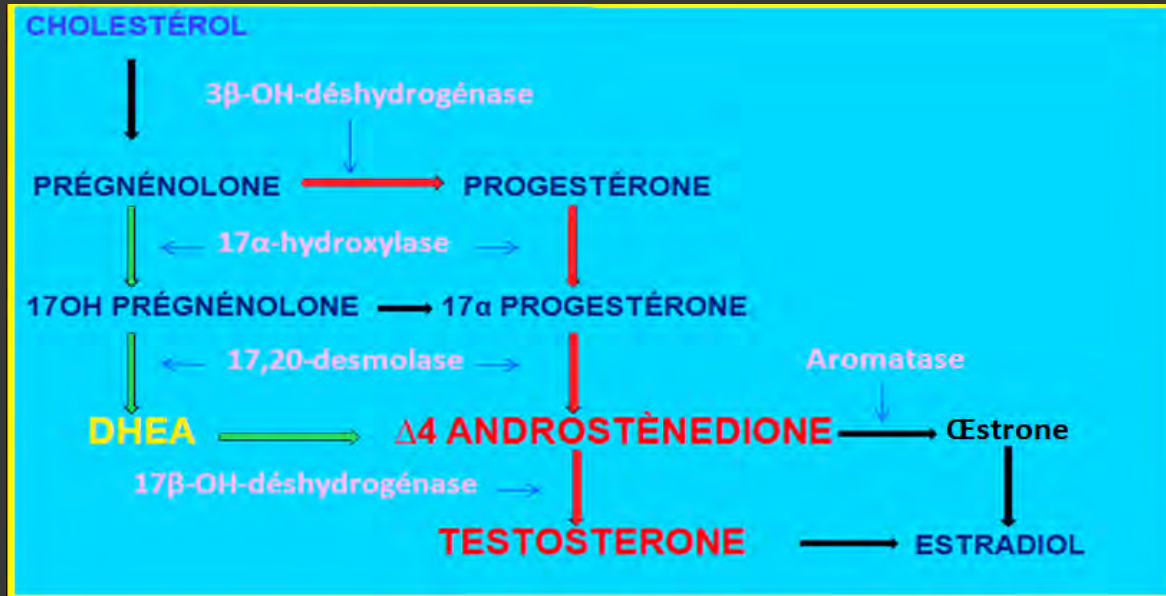 CHOLESTÉROL
3β-OH-déshydrogénase
PRÉGNÉNOLONE PROGESTÉRONE
17α-hydroxylase
17OH PRÉGNÉNOLONE 17α PROGESTÉRONE
17,20-desmolase Aromatase
DHEA Δ4 ANDROSTÈNEDIONE Œstrone
17β-OH-déshydrogénase
TESTOSTERONE ESTRADIOL